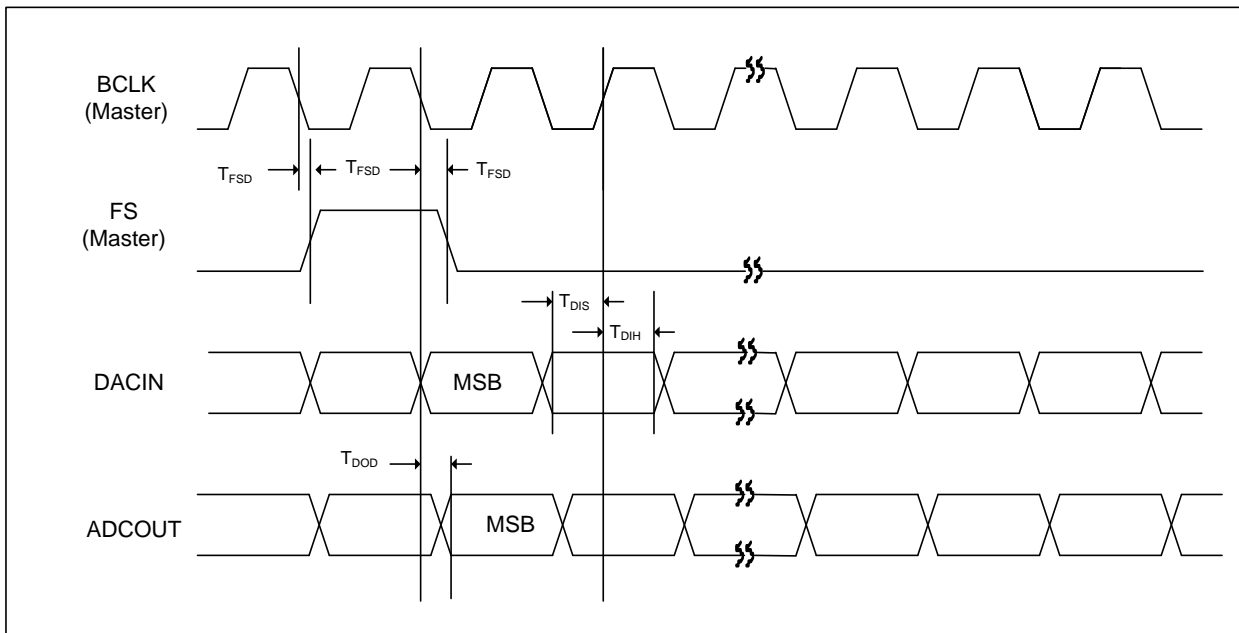 BCLK
(Master)
TFSD
TFSD
TFSD
FS
(Master)
TDIS
TDIH
DACIN
MSB
TDOD
ADCOUT
MSB